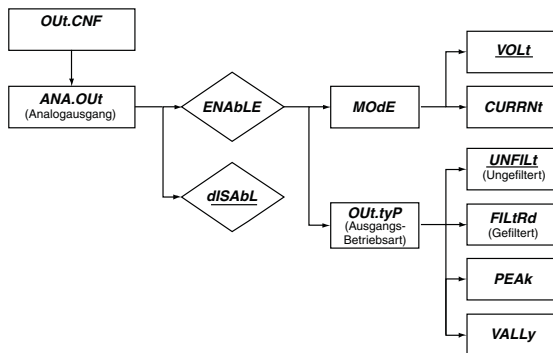 OUt.CNF
ANA.OUt
(Analogausgang)
ENAbLE
dISAbL
MOdE
OUt.tyP
(Ausgangs-
Betriebsart)
VOLt
CURRNt
UNFILt
(Ungefiltert)
FILtRd
(Gefiltert)
PEAk
VALLy